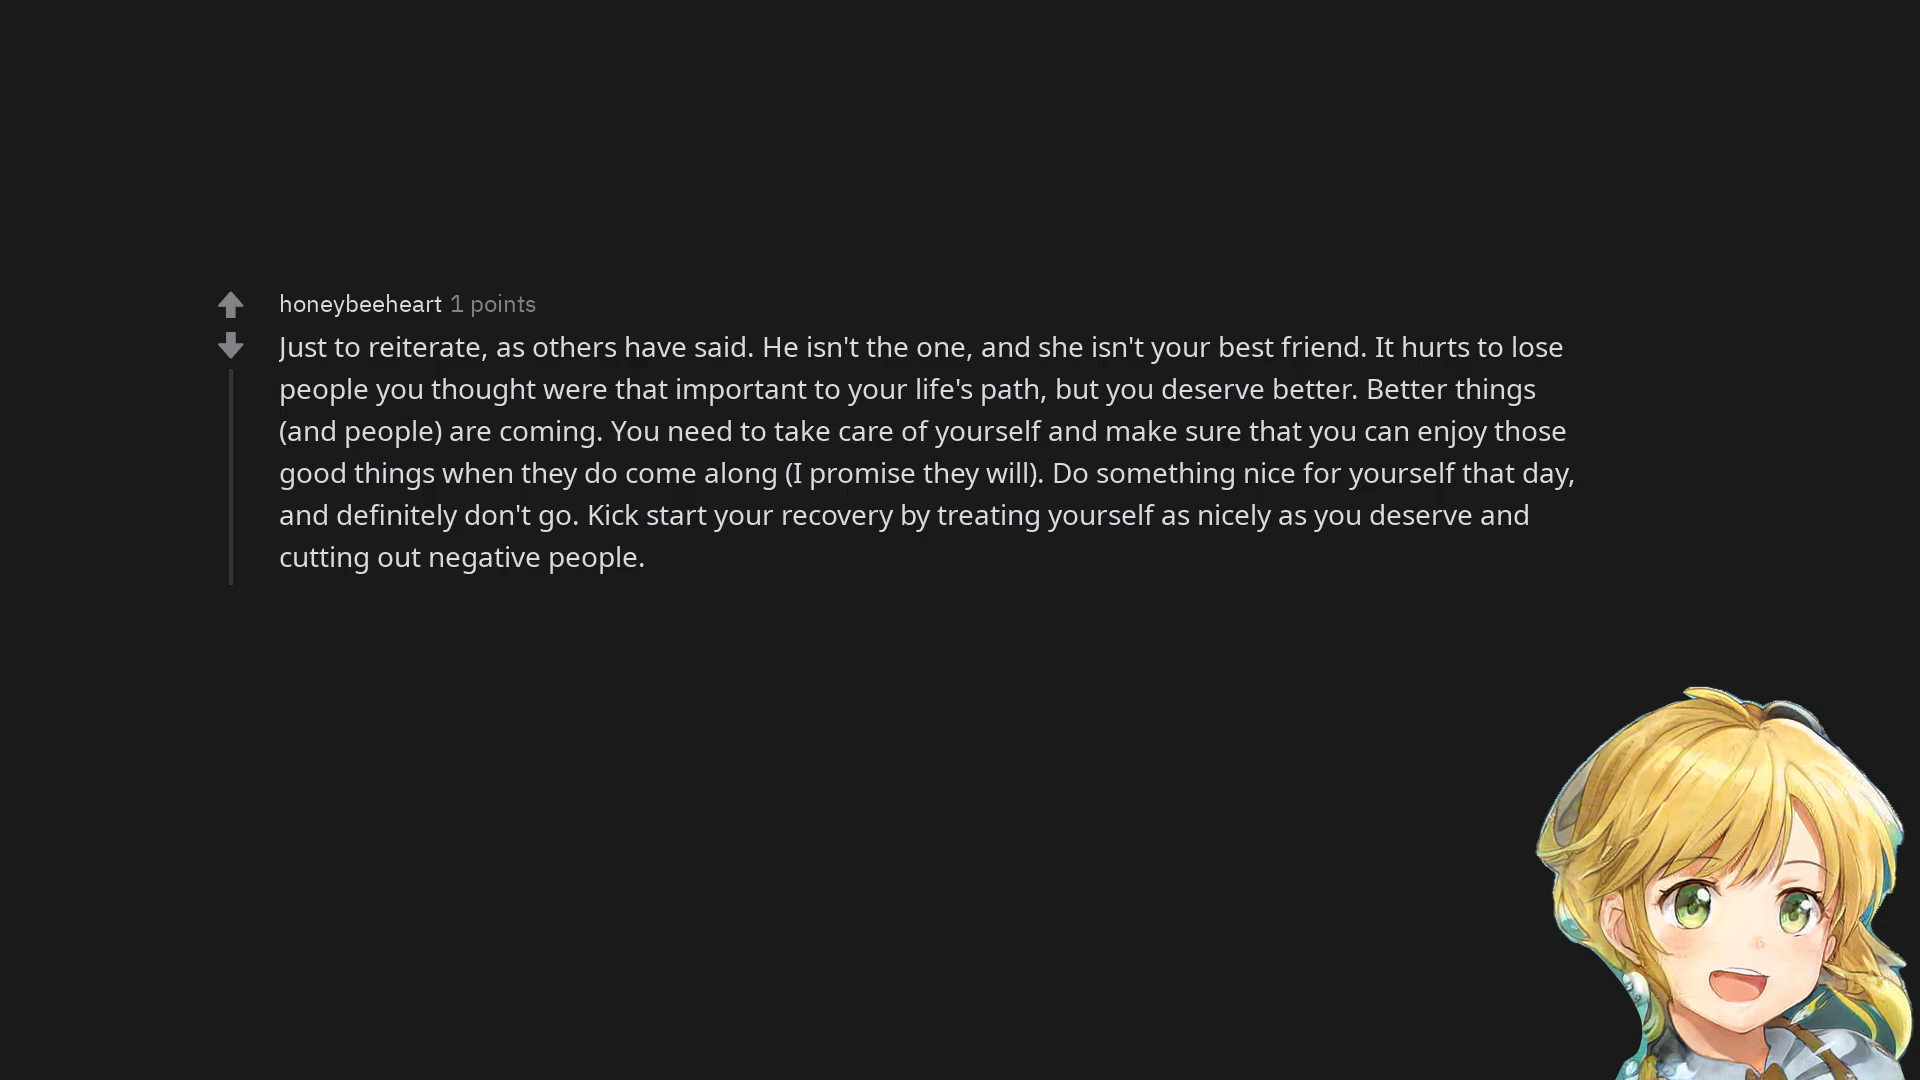 honeybeeheart 1 points
Just to reiterate, as others have said. He isn't the one, and she isn't your best friend. It hurts to lose
people you thought were that important to your life's path, but you deserve better. Better things
(and people) are coming. You need to take care of yourself and make sure that you can enjoy those
good things when they do come along (I promise they will). Do something nice for yourself that day,
and definitely don't go. Kick start your recovery by treating yourself as nicely as you deserve and
cutting out negative people.